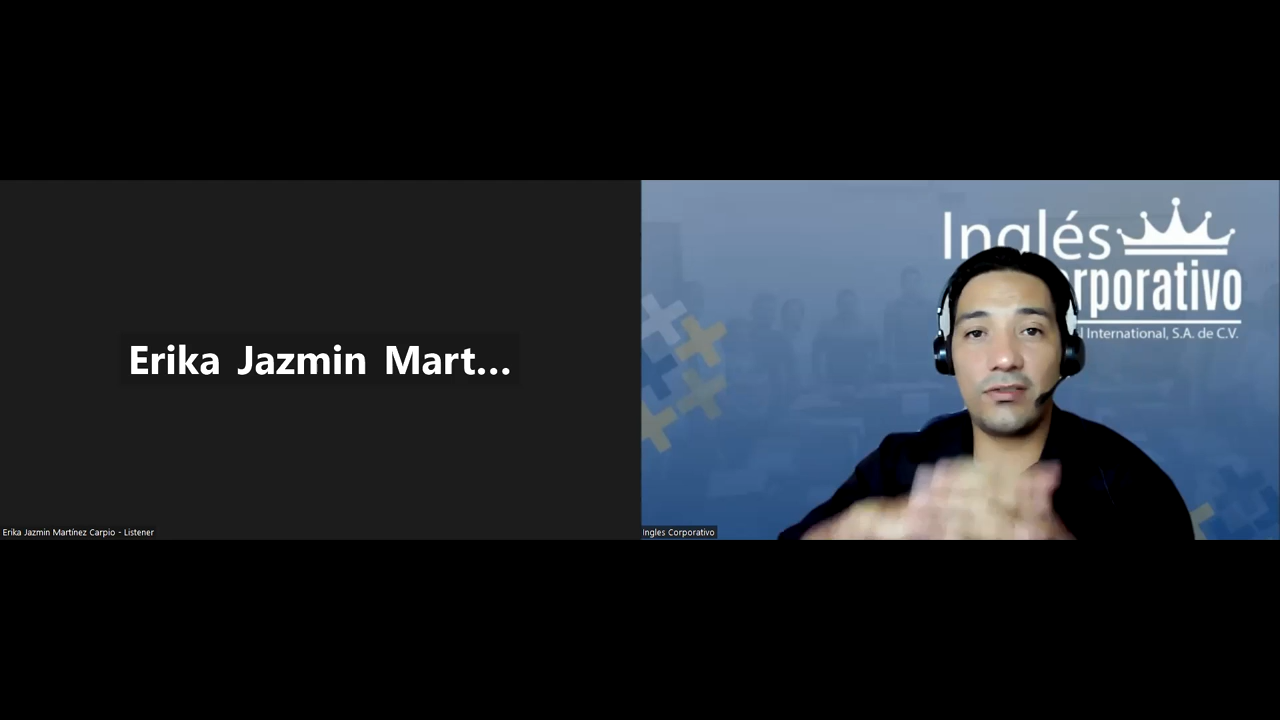 Erika Jazmin Mart...
Erika Jazmin Martínez Carpio - Listener
Inglés
rporativo
International, S.A. de C.V.
Ingles Corporativo